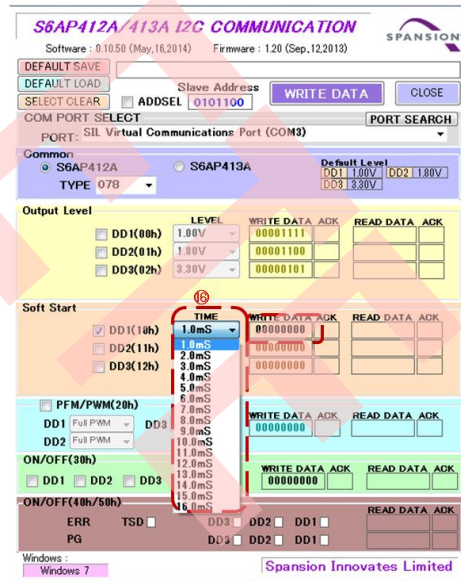 S6AP412A/413A I2C COMMUNICATION
SPANSION
Software : 0.10.50 (May,16,2014) Firmware : 1.20 (Sep,12,2013)
DEFAULT SAVE
DEFAULT LOAD
Slave Address
WRITE DATA
CLOSE
SELECT CLEAR
ADDSEL 0101100
COM PORT SELECT
PORT SEARCH
PORT: SIL Virtual Communications Port (COM3)
Common
S6AP412A
S6AP413A
Default Level
DD1 1.00V DD2 1.80V
TYPE 078
DD3 3.30V
Output Level
LEVEL WRITE DATA ACK READ DATA ACK
DD1(00h) 1.00V 00001111
DD2(01h) 1.80V 00001100
DD3(02h) 3.30V 00000101
⑯
Soft Start
TIME WRITE DATA ACK READ DATA ACK
DD1(10h) 1.0mS 00000000
DD2(11h) 00000000
DD3(12h) 00000000
1.0mS
2.0mS
3.0mS
4.0mS
5.0mS
6.0mS
7.0mS
8.0mS
9.0mS
10.0mS
11.0mS
12.0mS
13.0mS
14.0mS
15.0mS
16.0mS
PFM/PWM(20h)
WRITE DATA ACK READ DATA ACK
DD1 Full PWM DD3
00000000
DD2 Full PWM
ON/OFF(30h)
WRITE DATA ACK READ DATA ACK
DD1 DD2 DD3
00000000
ON/OFF(40h/50h)
READ DATA ACK
ERR TSD DD3 DD2 DD1
PG DD3 DD2 DD1
Windows :
Windows 7
Spansion Innovates Limited